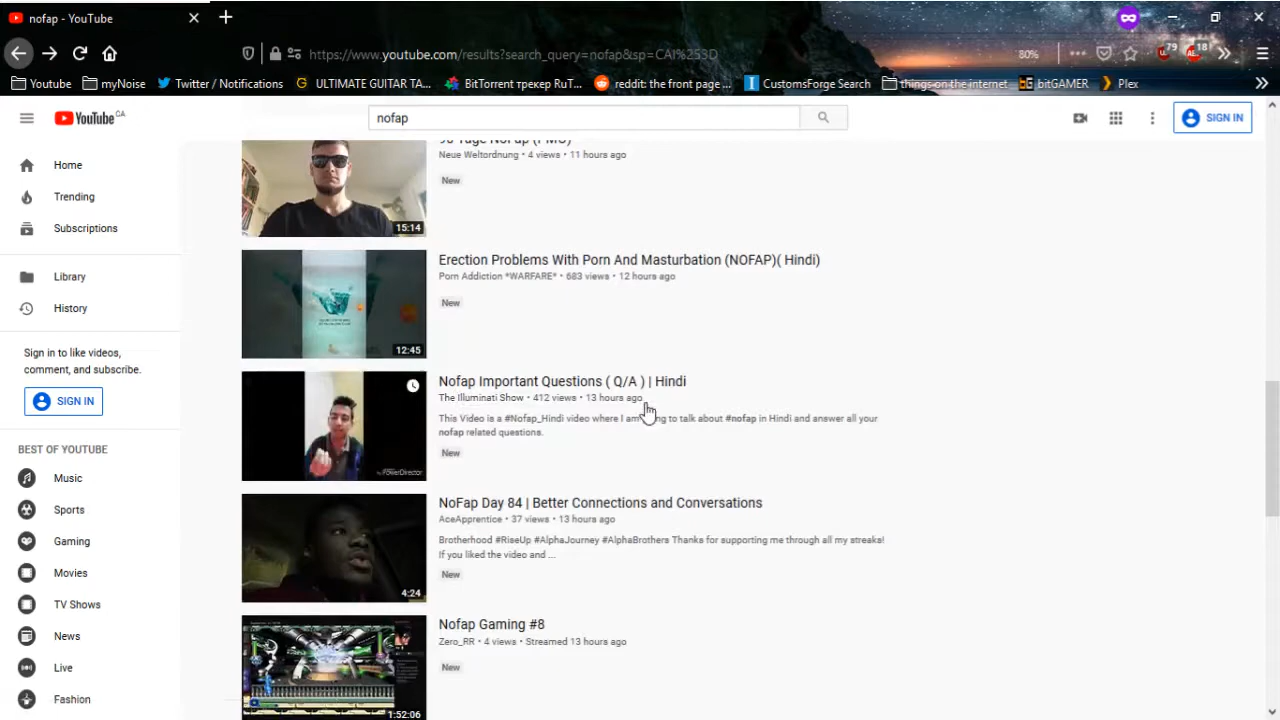 nofap - YouTube
https://www.youtube.com/results?search_query=nofap&sp=CAI%253D
80%
79
18
Youtube
myNoise
Twitter / Notifications
ULTIMATE GUITAR TA...
BitTorrent трекер RuT...
reddit: the front page ...
CustomsForge Search
things on the internet
bitGAMER
Plex
YouTube CA
nofap
SIGN IN
Home
Trending
Subscriptions
Library
History
Sign in to like videos,
comment, and subscribe.
SIGN IN
BEST OF YOUTUBE
Music
Sports
Gaming
Movies
TV Shows
News
Live
Fashion
Neue Weltordnung • 4 views • 11 hours ago
New
15:14
Erection Problems With Porn And Masturbation (NOFAP)( Hindi)
Porn Addiction *WARFARE* • 683 views • 12 hours ago
New
12:45
Nofap Important Questions ( Q/A ) | Hindi
The Illuminati Show • 412 views • 13 hours ago
This Video is a #Nofap_Hindi video where I am to talk about #nofap in Hindi and answer all your
nofap related questions.
New
PowerDirector
NoFap Day 84 | Better Connections and Conversations
AceApprentice • 37 views • 13 hours ago
Brotherhood #RiseUp #AlphaJourney #AlphaBrothers Thanks for supporting me through all my streaks!
If you liked the video and ...
New
4:24
Nofap Gaming #8
Zero_RR • 4 views • Streamed 13 hours ago
New
1:52:06